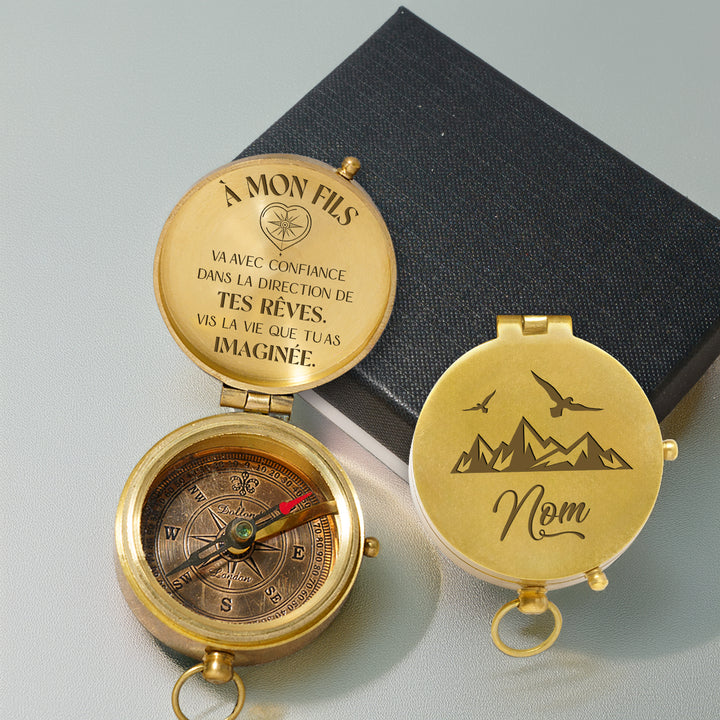 À MON FILS
VA AVEC CONFIANCE
DANS LA DIRECTION DE
TES RÊVES.
VIS LA VIE QUE TU AS
IMAGINÉE.
Nom
NW
Dollond
W
E
London
SW
SE
S